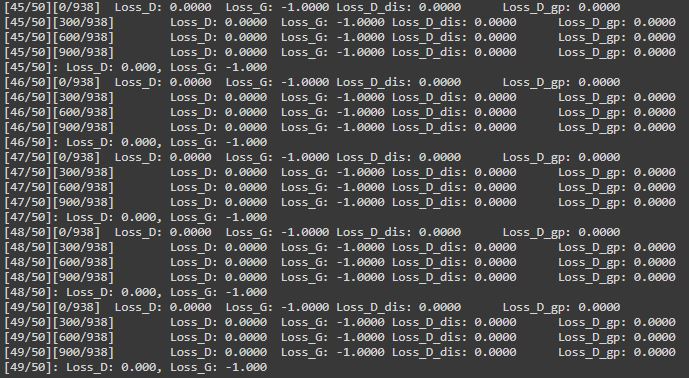 [45/50][0/938] Loss_D: 0.0000 Loss_G: -1.0000 Loss_D_dis: 0.0000 Loss_D_gp: 0.0000
[45/50][300/938] Loss_D: 0.0000 Loss_G: -1.0000 Loss_D_dis: 0.0000 Loss_D_gp: 0.0000
[45/50][600/938] Loss_D: 0.0000 Loss_G: -1.0000 Loss_D_dis: 0.0000 Loss_D_gp: 0.0000
[45/50][900/938] Loss_D: 0.0000 Loss_G: -1.0000 Loss_D_dis: 0.0000 Loss_D_gp: 0.0000
[45/50]: Loss_D: 0.000, Loss_G: -1.000
[46/50][0/938] Loss_D: 0.0000 Loss_G: -1.0000 Loss_D_dis: 0.0000 Loss_D_gp: 0.0000
[46/50][300/938] Loss_D: 0.0000 Loss_G: -1.0000 Loss_D_dis: 0.0000 Loss_D_gp: 0.0000
[46/50][600/938] Loss_D: 0.0000 Loss_G: -1.0000 Loss_D_dis: 0.0000 Loss_D_gp: 0.0000
[46/50][900/938] Loss_D: 0.0000 Loss_G: -1.0000 Loss_D_dis: 0.0000 Loss_D_gp: 0.0000
[46/50]: Loss_D: 0.000, Loss_G: -1.000
[47/50][0/938] Loss_D: 0.0000 Loss_G: -1.0000 Loss_D_dis: 0.0000 Loss_D_gp: 0.0000
[47/50][300/938] Loss_D: 0.0000 Loss_G: -1.0000 Loss_D_dis: 0.0000 Loss_D_gp: 0.0000
[47/50][600/938] Loss_D: 0.0000 Loss_G: -1.0000 Loss_D_dis: 0.0000 Loss_D_gp: 0.0000
[47/50][900/938] Loss_D: 0.0000 Loss_G: -1.0000 Loss_D_dis: 0.0000 Loss_D_gp: 0.0000
[47/50]: Loss_D: 0.000, Loss_G: -1.000
[48/50][0/938] Loss_D: 0.0000 Loss_G: -1.0000 Loss_D_dis: 0.0000 Loss_D_gp: 0.0000
[48/50][300/938] Loss_D: 0.0000 Loss_G: -1.0000 Loss_D_dis: 0.0000 Loss_D_gp: 0.0000
[48/50][600/938] Loss_D: 0.0000 Loss_G: -1.0000 Loss_D_dis: 0.0000 Loss_D_gp: 0.0000
[48/50][900/938] Loss_D: 0.0000 Loss_G: -1.0000 Loss_D_dis: 0.0000 Loss_D_gp: 0.0000
[48/50]: Loss_D: 0.000, Loss_G: -1.000
[49/50][0/938] Loss_D: 0.0000 Loss_G: -1.0000 Loss_D_dis: 0.0000 Loss_D_gp: 0.0000
[49/50][300/938] Loss_D: 0.0000 Loss_G: -1.0000 Loss_D_dis: 0.0000 Loss_D_gp: 0.0000
[49/50][600/938] Loss_D: 0.0000 Loss_G: -1.0000 Loss_D_dis: 0.0000 Loss_D_gp: 0.0000
[49/50][900/938] Loss_D: 0.0000 Loss_G: -1.0000 Loss_D_dis: 0.0000 Loss_D_gp: 0.0000
[49/50]: Loss_D: 0.000, Loss_G: -1.000